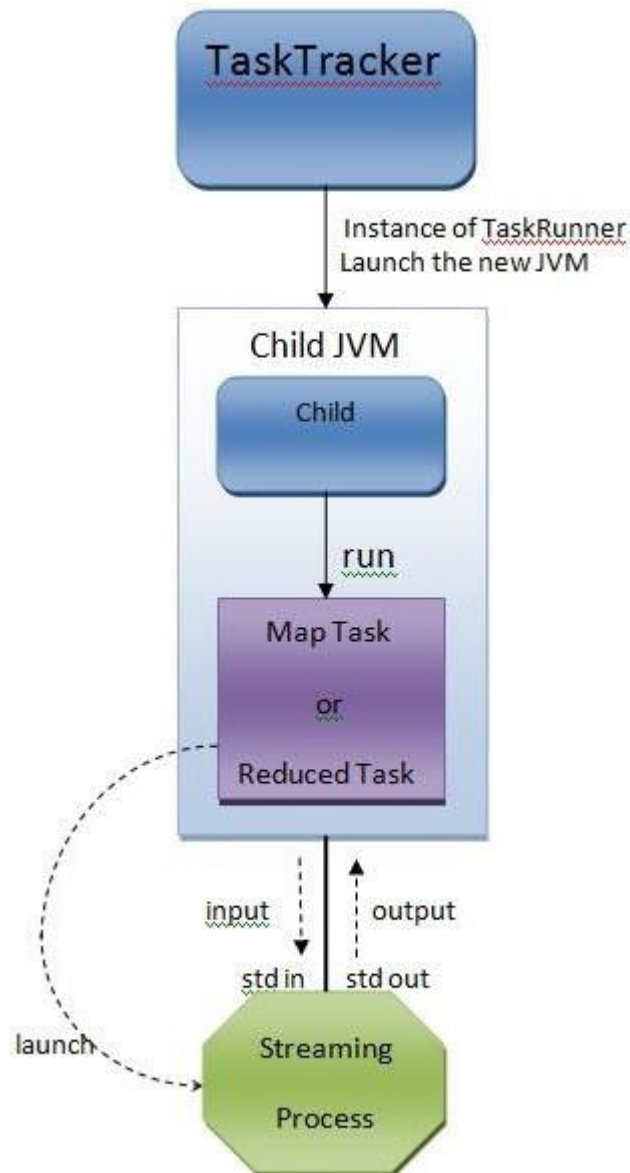 TaskTracker
Instance of TaskRunner
Launch the new JVM
Child JVM
Child
run
Map Task
or
Reduced Task
input
output
std in
std out
launch
Streaming
Process